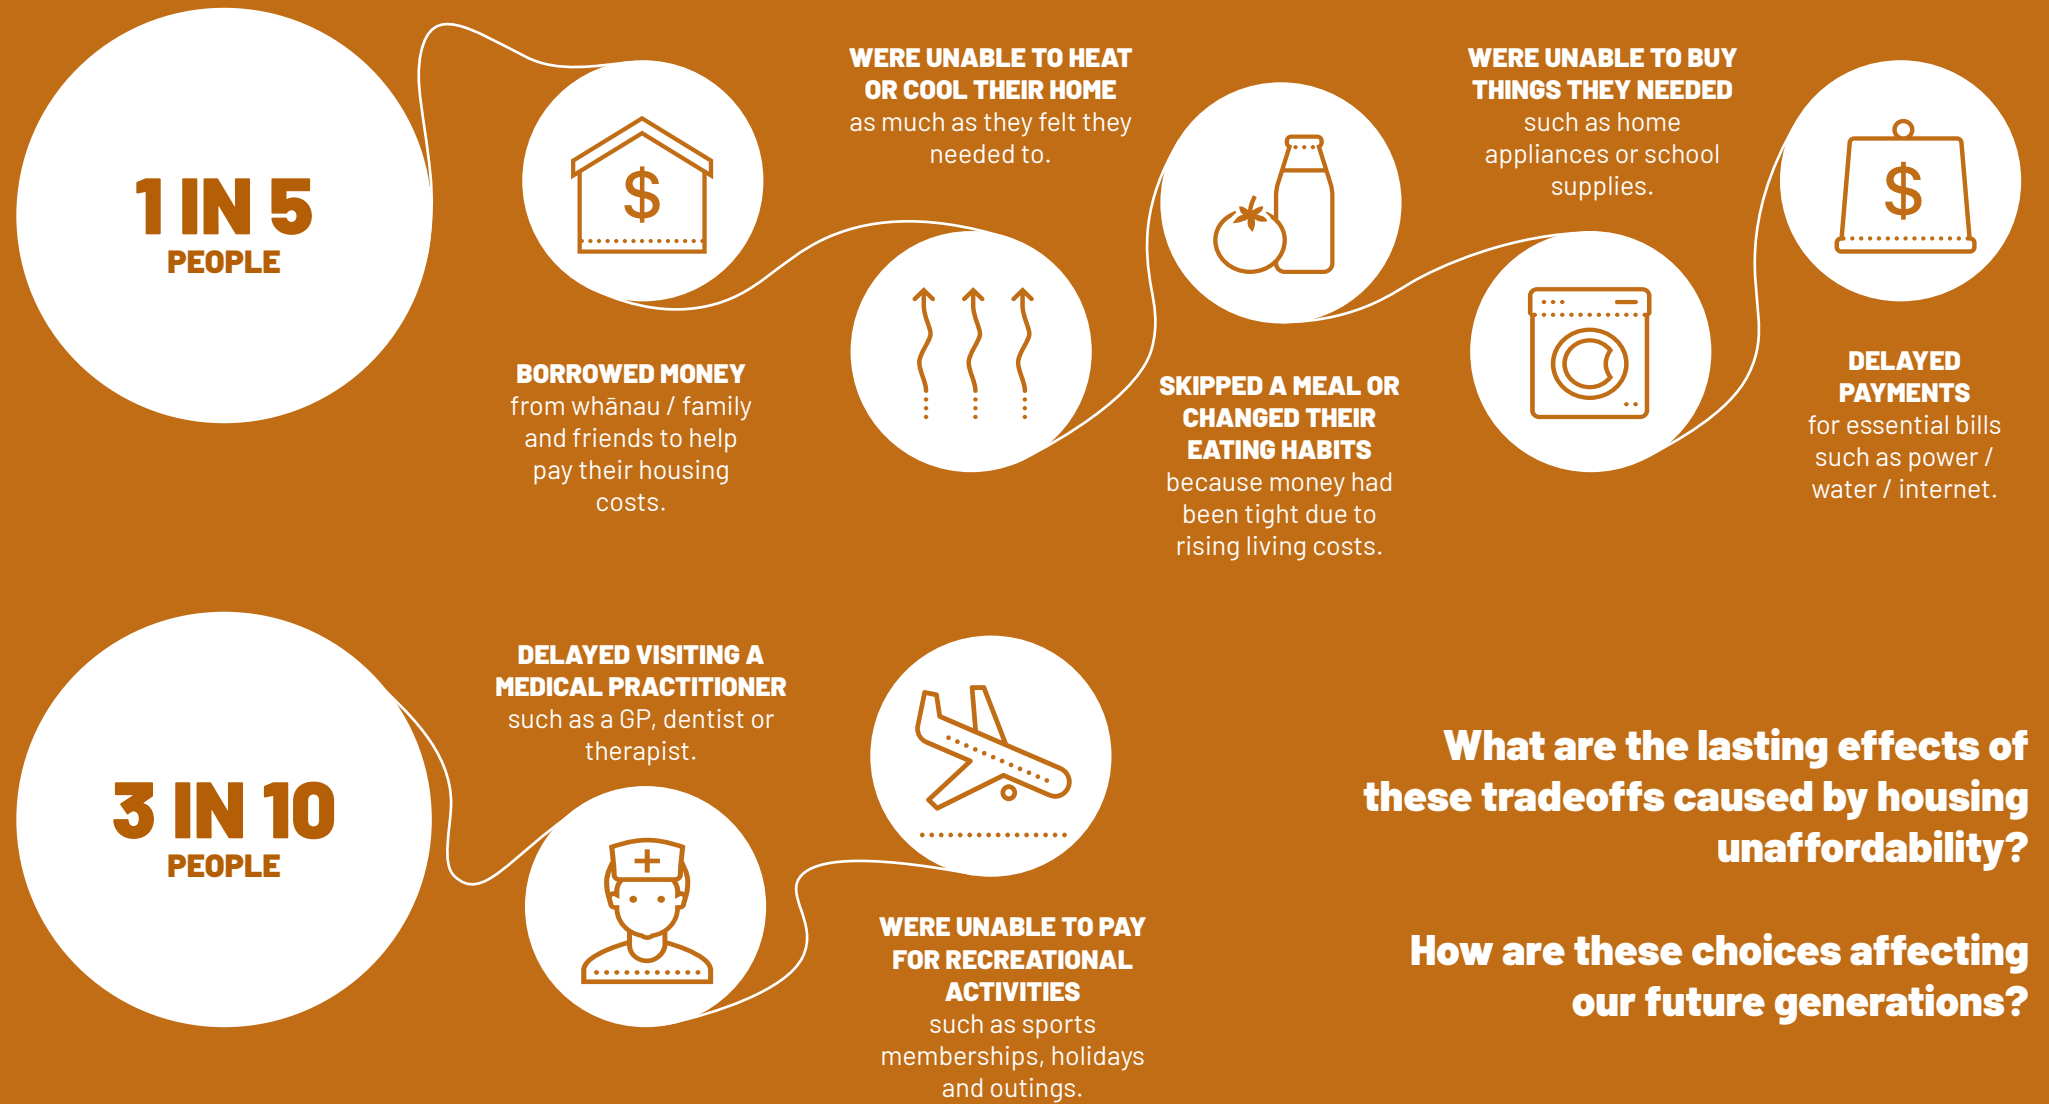 1 IN 5
PEOPLE
BORROWED MONEY
from whānau / family
and friends to help
pay their housing
costs.
WERE UNABLE TO HEAT
OR COOL THEIR HOME
as much as they felt they
needed to.
SKIPPED A MEAL OR
CHANGED THEIR
EATING HABITS
because money had
been tight due to
rising living costs.
WERE UNABLE TO BUY
THINGS THEY NEEDED
such as home
appliances or school
supplies.
DELAYED
PAYMENTS
for essential bills
such as power /
water / internet.
$
$
3 IN 10
PEOPLE
DELAYED VISITING A
MEDICAL PRACTITIONER
such as a GP, dentist or
therapist.
WERE UNABLE TO PAY
FOR RECREATIONAL
ACTIVITIES
such as sports
memberships, holidays
and outings.
What are the lasting effects of
these tradeoffs caused by housing
unaffordability?
How are these choices affecting
our future generations?